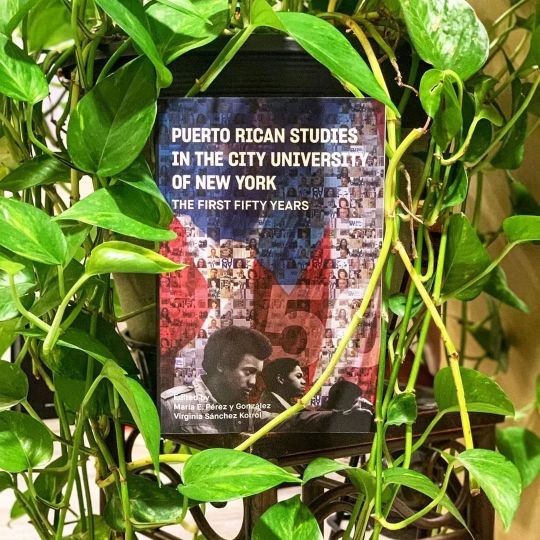 PUERTO RICAN STUDIES
IN THE CITY UNIVERSITY
OF NEW YORK
THE FIRST FIFTY YEARS
50
Edited by
María E. Pérez y González
Virginia Sánchez Korrol